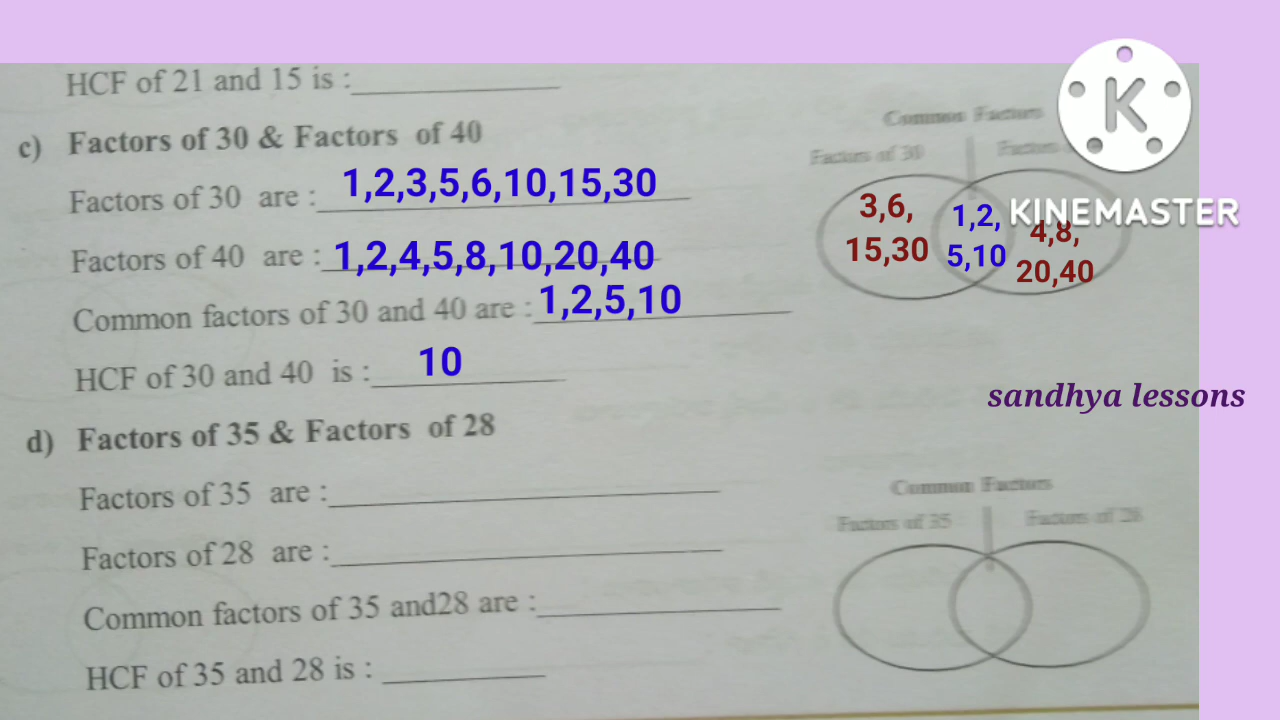 HCF of 21 and 15 is :
c) Factors of 30 & Factors of 40
Factors of 30 are : 1,2,3,5,6,10,15,30
Factors of 40 are : 1,2,4,5,8,10,20,40
Common factors of 30 and 40 are : 1,2,5,10
HCF of 30 and 40 is : 10
Common Factors
Factors of 30 Factors
3,6,
15,30
1,2,
5,10
4,8,
20,40
K
KINEMASTER
sandhya lessons
d) Factors of 35 & Factors of 28
Factors of 35 are :
Factors of 28 are :
Common factors of 35 and28 are :
HCF of 35 and 28 is :
Common Factors
Factors of 35 Factors of 28